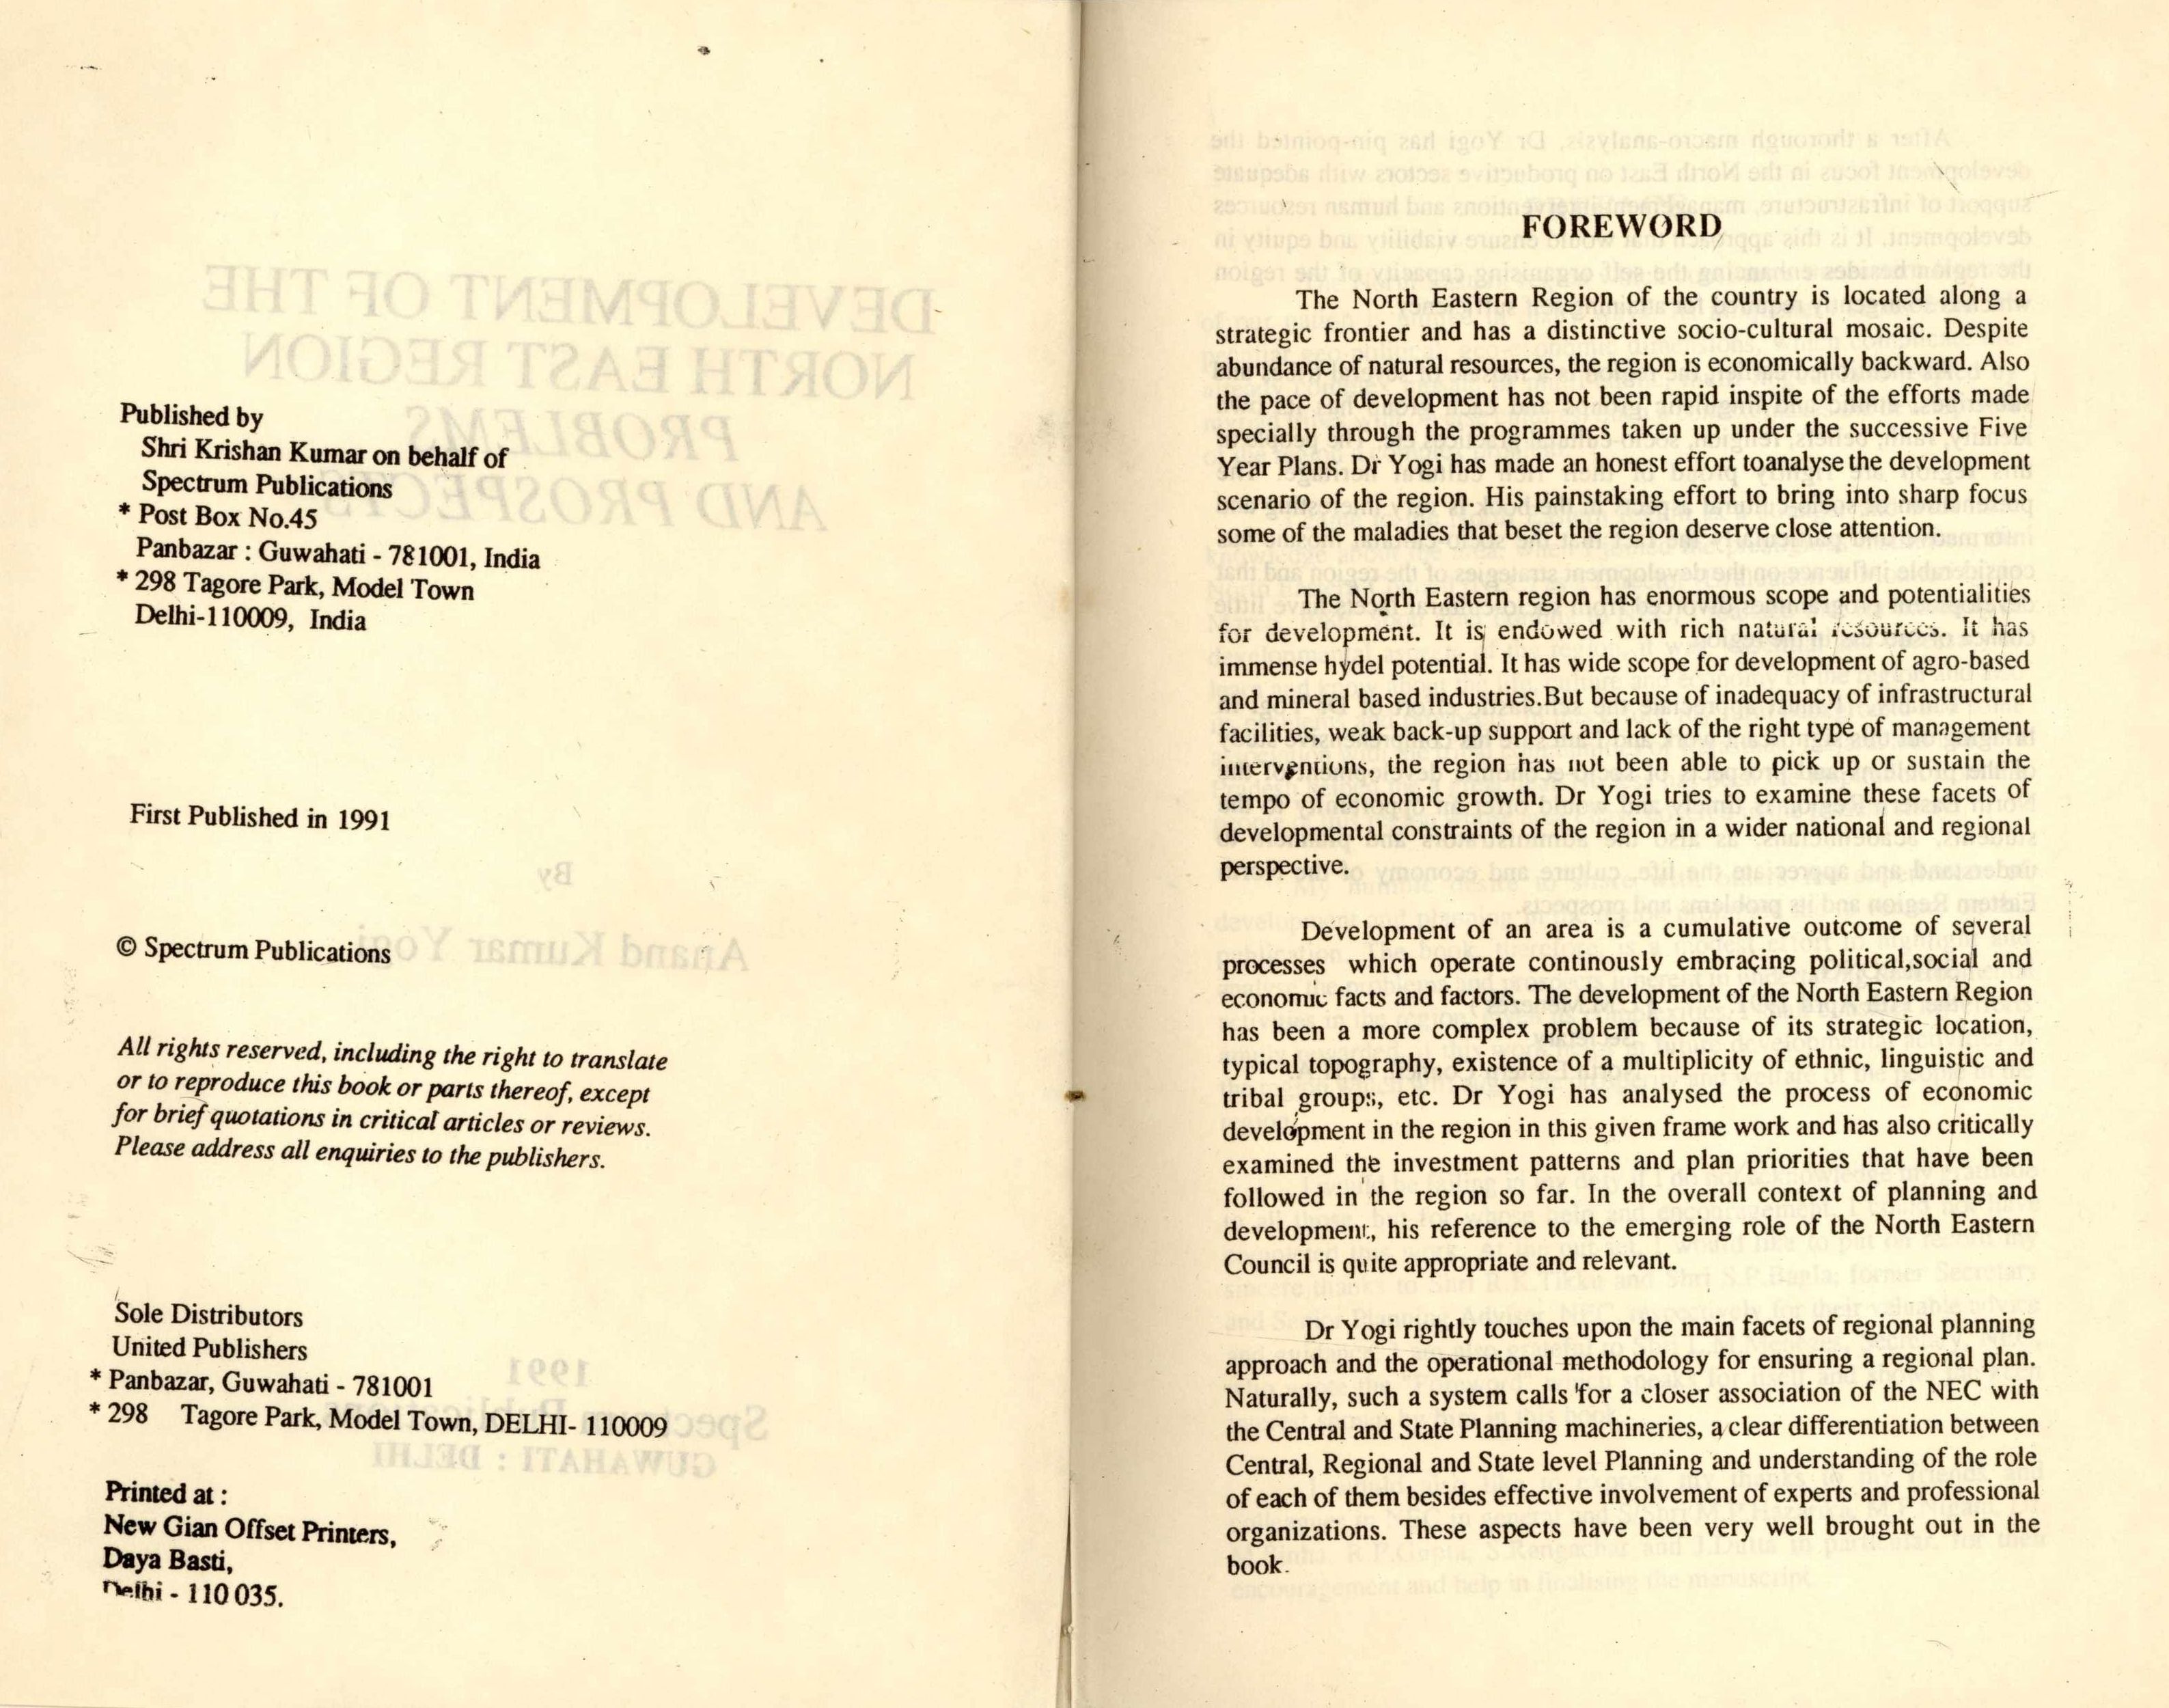 Published by
Shri Krishan Kumar on behalf of
Spectrum Publications
* Post Box No.45
Panbazar : Guwahati - 781001, India
* 298 Tagore Park, Model Town
Delhi-110009, India
First Published in 1991
© Spectrum Publications
All rights reserved, including the right to translate
or to reproduce this book or parts thereof, except
for brief quotations in critical articles or reviews.
Please address all enquiries to the publishers.
Sole Distributors
United Publishers
* Panbazar, Guwahati - 781001
* 298 Tagore Park, Model Town, DELHI- 110009
Printed at :
New Gian Offset Printers,
Daya Basti,
Delhi - 110 035.
FOREWORD
The North Eastern Region of the country is located along a
strategic frontier and has a distinctive socio-cultural mosaic. Despite
abundance of natural resources, the region is economically backward. Also
the pace of development has not been rapid inspite of the efforts made
specially through the programmes taken up under the successive Five
Year Plans. Dr Yogi has made an honest effort toanalyse the development
scenario of the region. His painstaking effort to bring into sharp focus
some of the maladies that beset the region deserve close attention.
The North Eastern region has enormous scope and potentialities
for development. It is endowed with rich natural resources. It has
immense hydel potential. It has wide scope for development of agro-based
and mineral based industries.But because of inadequacy of infrastructural
facilities, weak back-up support and lack of the right type of management
interventions, the region has not been able to pick up or sustain the
tempo of economic growth. Dr Yogi tries to examine these facets of
developmental constraints of the region in a wider national and regional
perspective.
Development of an area is a cumulative outcome of several
processes which operate continously embracing political,social and
economic facts and factors. The development of the North Eastern Region
has been a more complex problem because of its strategic location,
typical topography, existence of a multiplicity of ethnic, linguistic and
tribal groups, etc. Dr Yogi has analysed the process of economic
development in the region in this given frame work and has also critically
examined the investment patterns and plan priorities that have been
followed in the region so far. In the overall context of planning and
development, his reference to the emerging role of the North Eastern
Council is quite appropriate and relevant.
Dr Yogi rightly touches upon the main facets of regional planning
approach and the operational methodology for ensuring a regional plan.
Naturally, such a system calls for a closer association of the NEC with
the Central and State Planning machineries, a clear differentiation between
Central, Regional and State level Planning and understanding of the role
of each of them besides effective involvement of experts and professional
organizations. These aspects have been very well brought out in the
book.